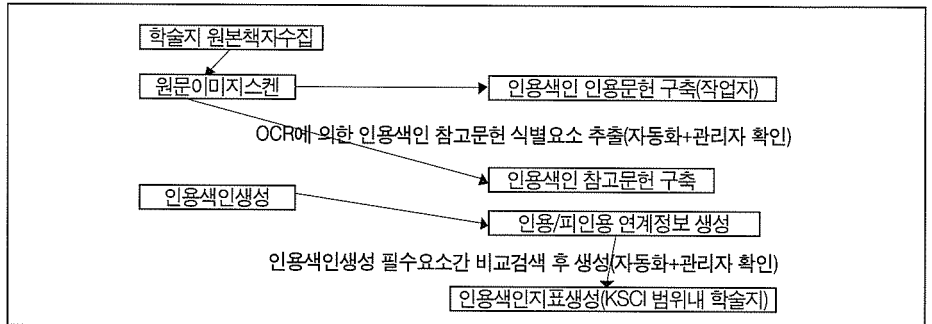 학술지 원본책자수집
원문이미지스켄
인용색인 인용문헌 구축(작업자)
OCR에 의한 인용색인 참고문헌 식별요소 추출(자동화+관리자 확인)
인용색인 참고문헌 구축
인용색인생성
인용/피인용 연계정보 생성
인용색인생성 필수요소간 비교검색 후 생성(자동화+관리자 확인)
인용색인지표생성(KSCI 범위내 학술지)